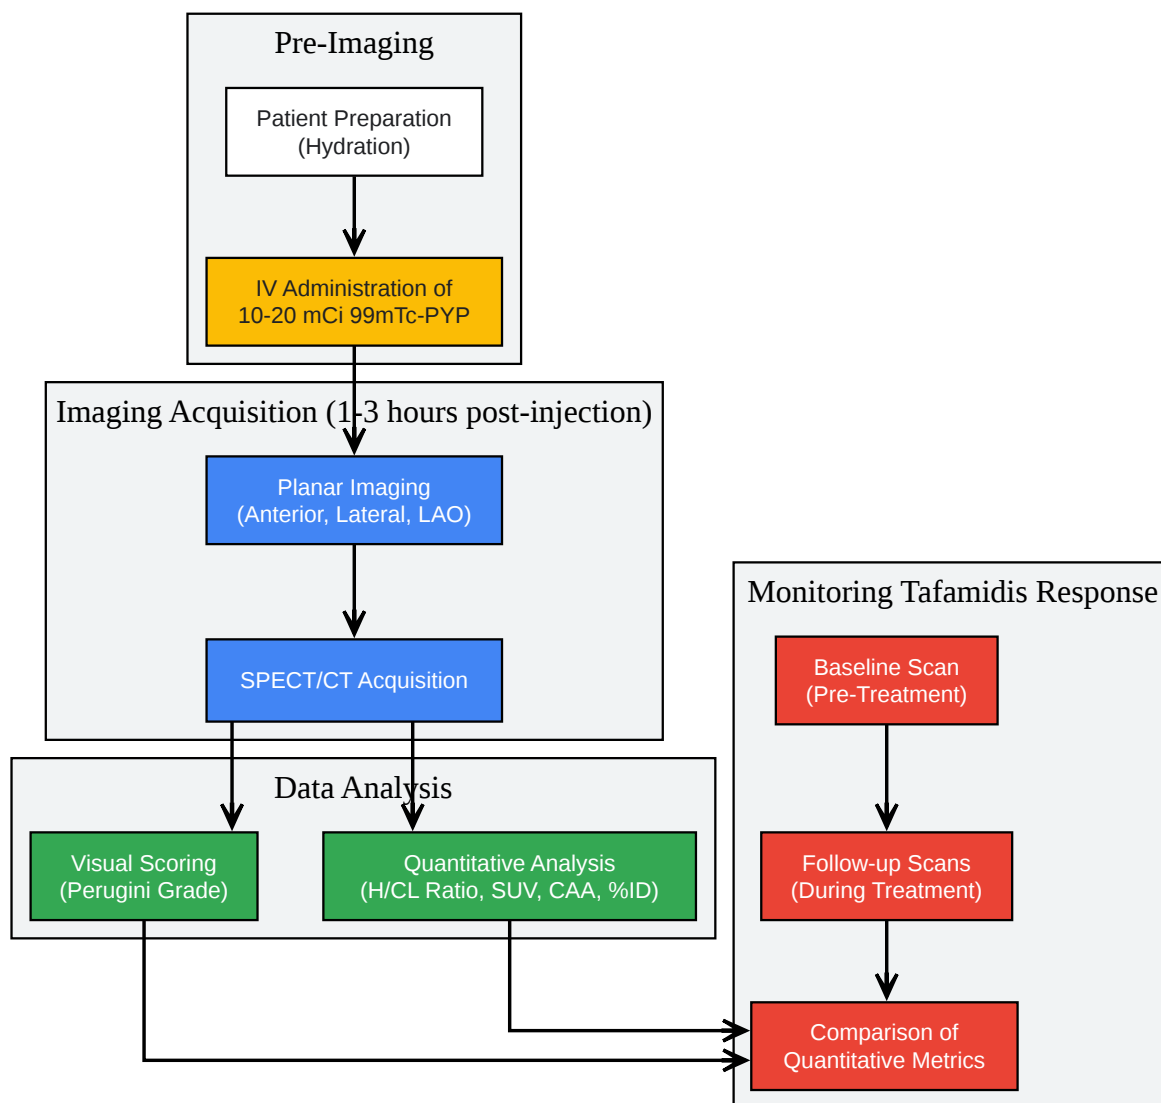 Pre-Imaging
Patient Preparation
(Hydration)
IV Administration of
10-20 mCi 99mTc-PYP
Imaging Acquisition (1-3 hours post-injection)
Planar Imaging
(Anterior, Lateral, LAO)
SPECT/CT Acquisition
Data Analysis
Visual Scoring
(Perugini Grade)
Quantitative Analysis
(H/CL Ratio, SUV, CAA, %ID)
Monitoring Tafamidis Response
Baseline Scan
(Pre-Treatment)
Follow-up Scans
(During Treatment)
Comparison of
Quantitative Metrics